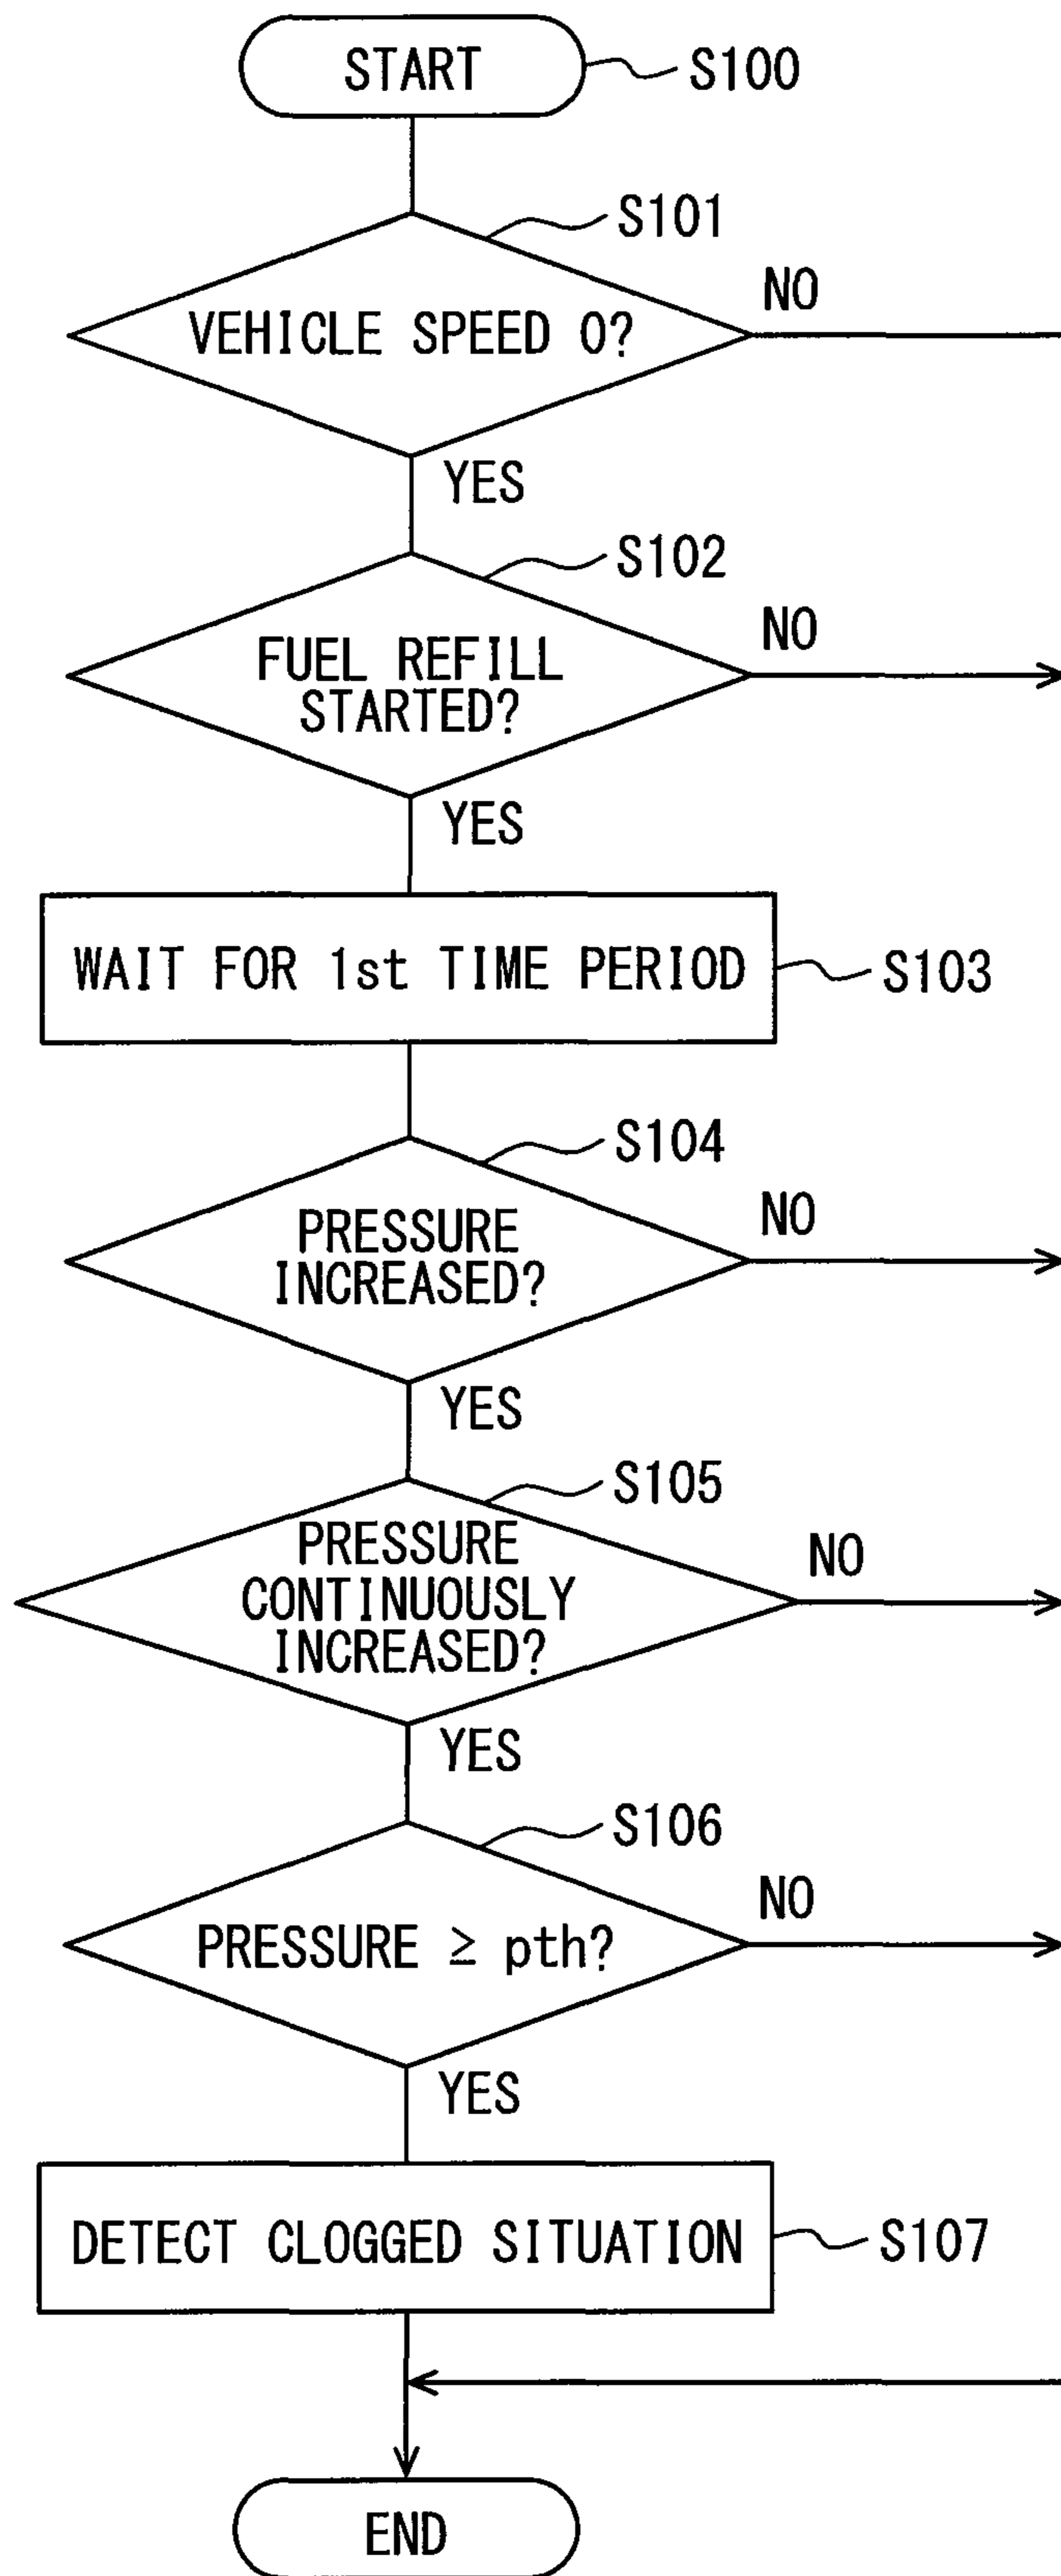 START
S100
S101
VEHICLE SPEED 0?
NO
YES
S102
FUEL REFILL
STARTED?
NO
YES
WAIT FOR 1st TIME PERIOD
S103
S104
PRESSURE
INCREASED?
NO
YES
S105
PRESSURE
CONTINUOUSLY
INCREASED?
NO
YES
S106
PRESSURE ≥ pth?
NO
YES
DETECT CLOGGED SITUATION
S107
END